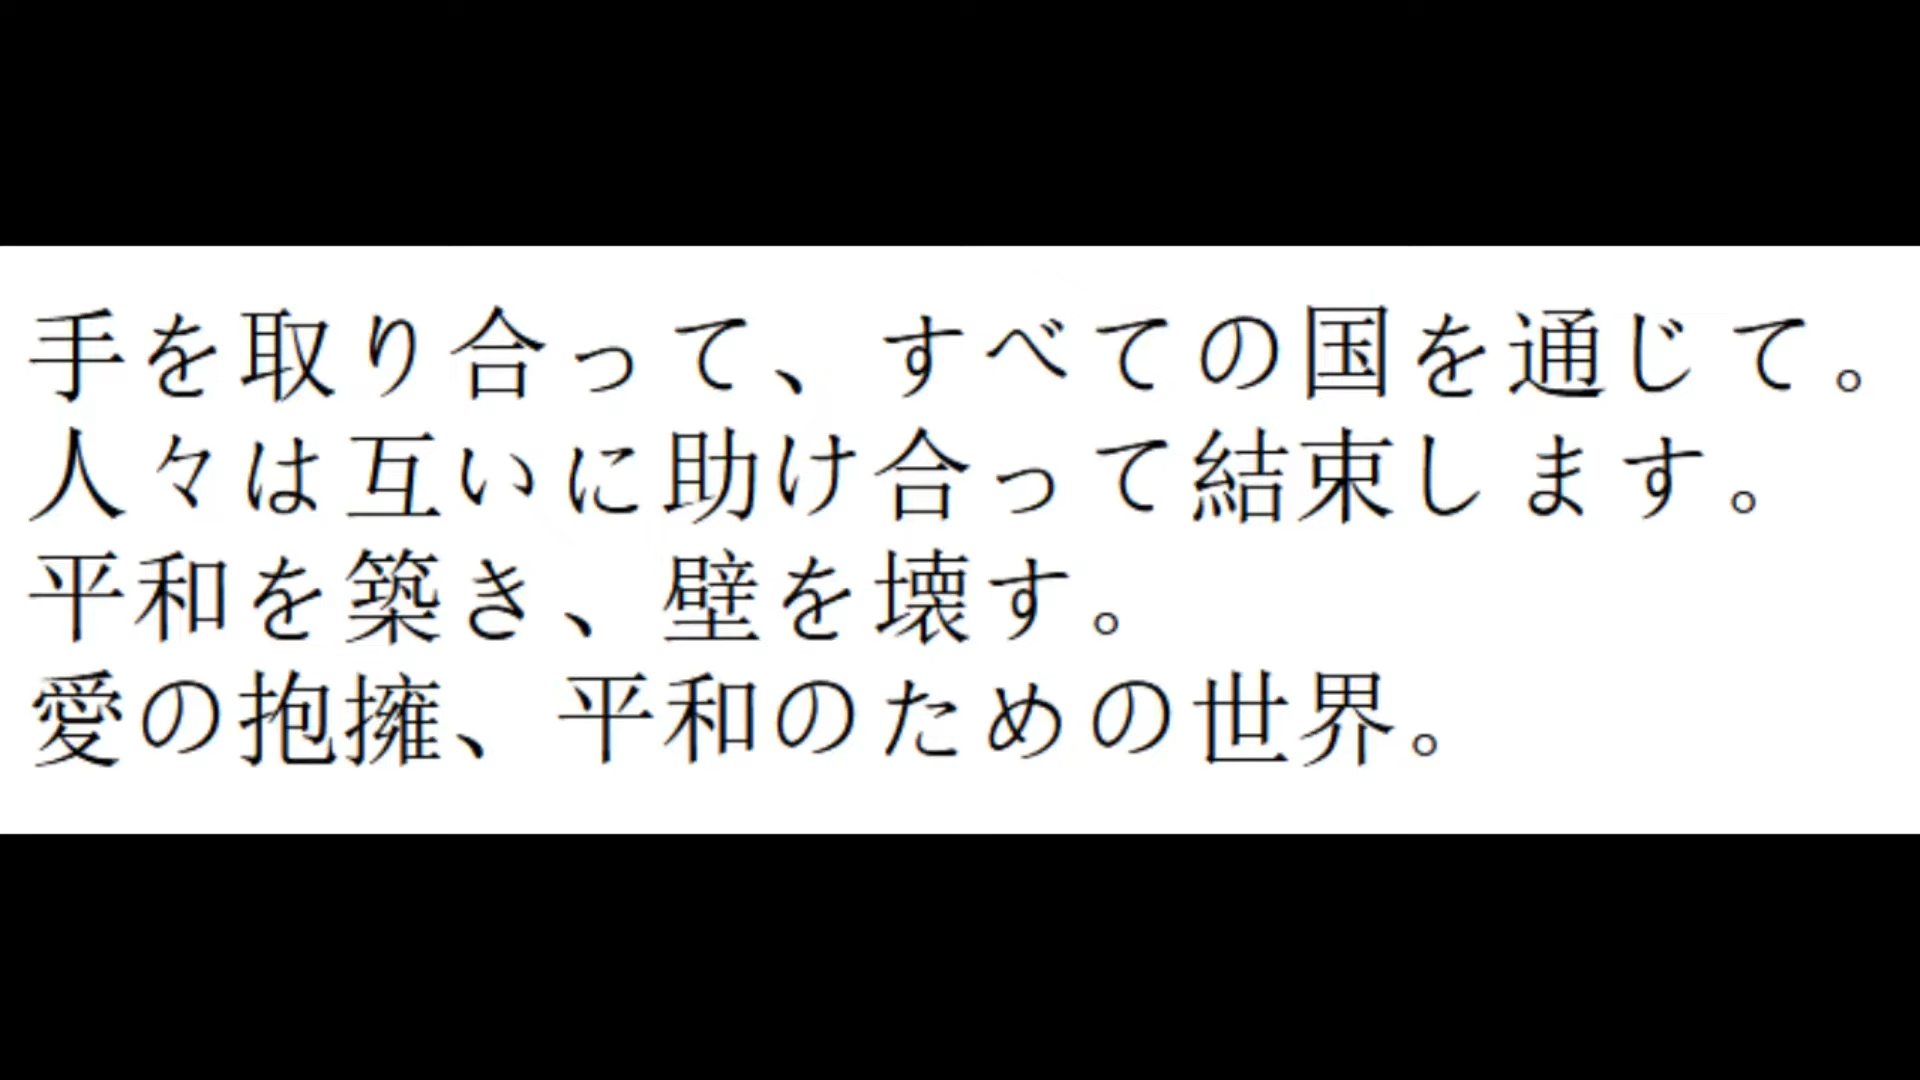 手を取り合って、すべての国を通じて。
人々は互いに助け合って結束します。
平和を築き、壁を壊す。
愛の抱擁、平和のための世界。